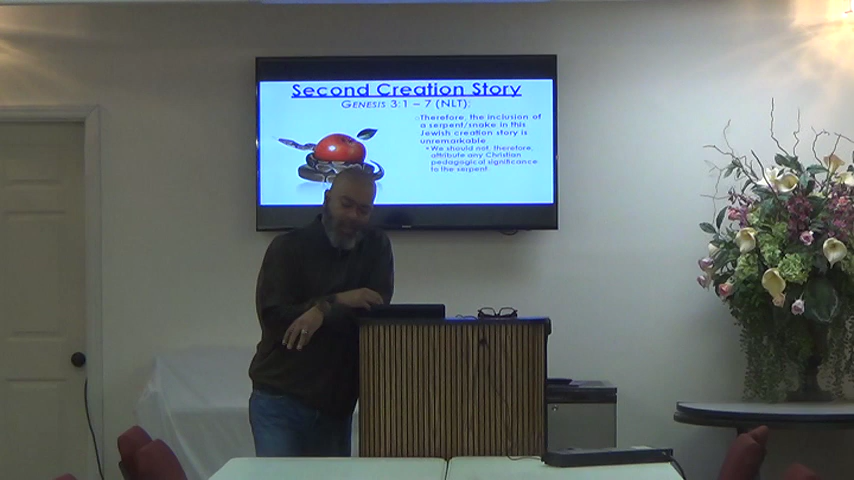 Second Creation Story
Genesis 3:1 – 7 (NLT):
Therefore, the inclusion of
a serpent/snake in this
Jewish creation story is
unremarkable.
We should not, therefore,
attribute any Christian
pedagogical significance
to the serpent.